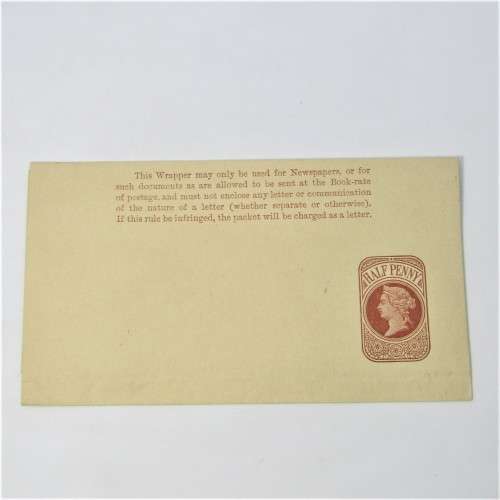 This Wrapper may only be used for Newspapers, or for
such documents as are allowed to be sent at the Book-rate
of postage, and must not enclose any letter or communication
of the nature of a letter (whether separate or otherwise).
If this rule be infringed, the packet will be charged as a letter.
HALF PENNY